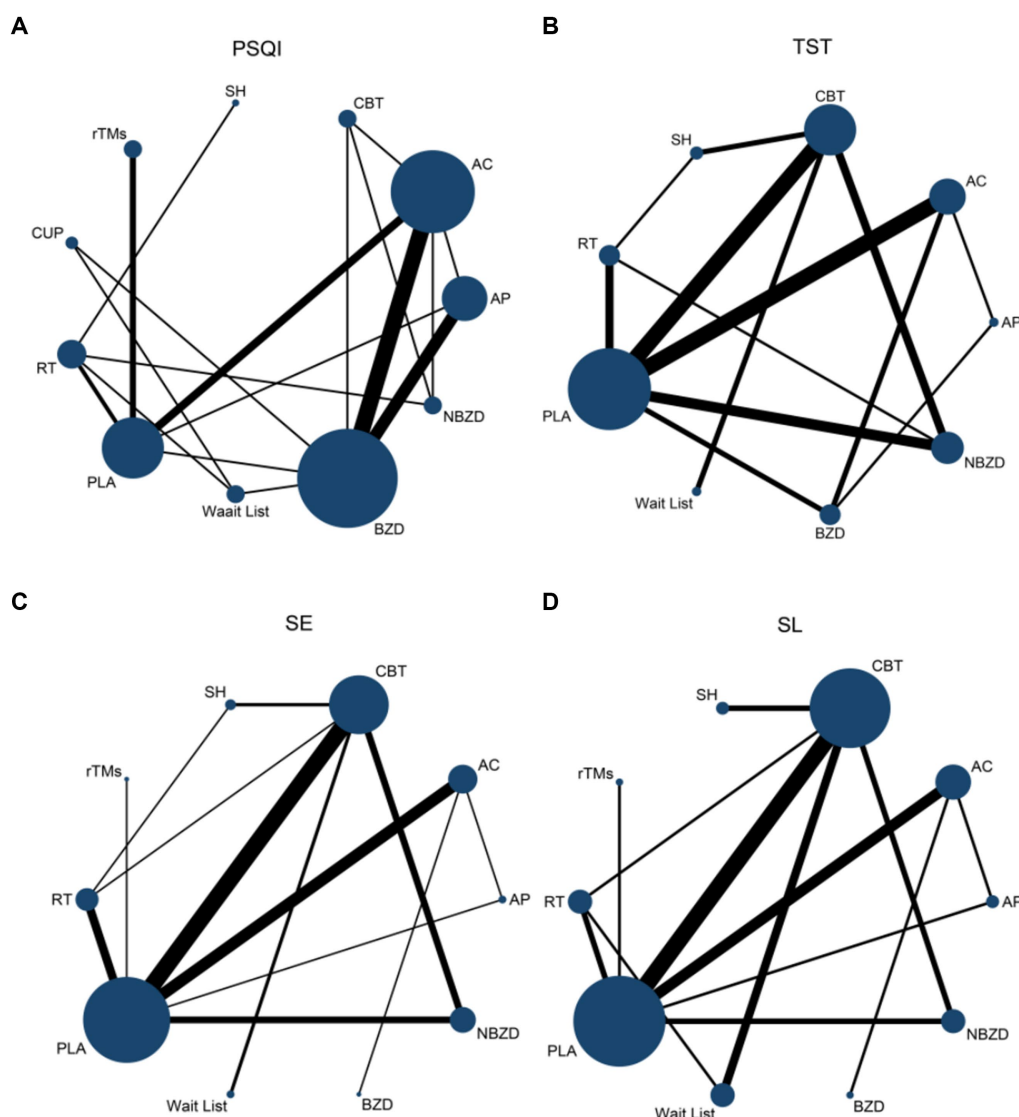 A
PSQI
SH
CBT
rTMs
AC
CUP
AP
RT
NBZD
PLA
Waait List
BZD
B
TST
CBT
SH
AC
RT
AP
PLA
NBZD
Wait List
BZD
C
SE
CBT
SH
AC
rTMs
RT
AP
PLA
NBZD
Wait List
BZD
D
SL
CBT
SH
AC
rTMs
RT
AP
PLA
NBZD
Wait List
BZD